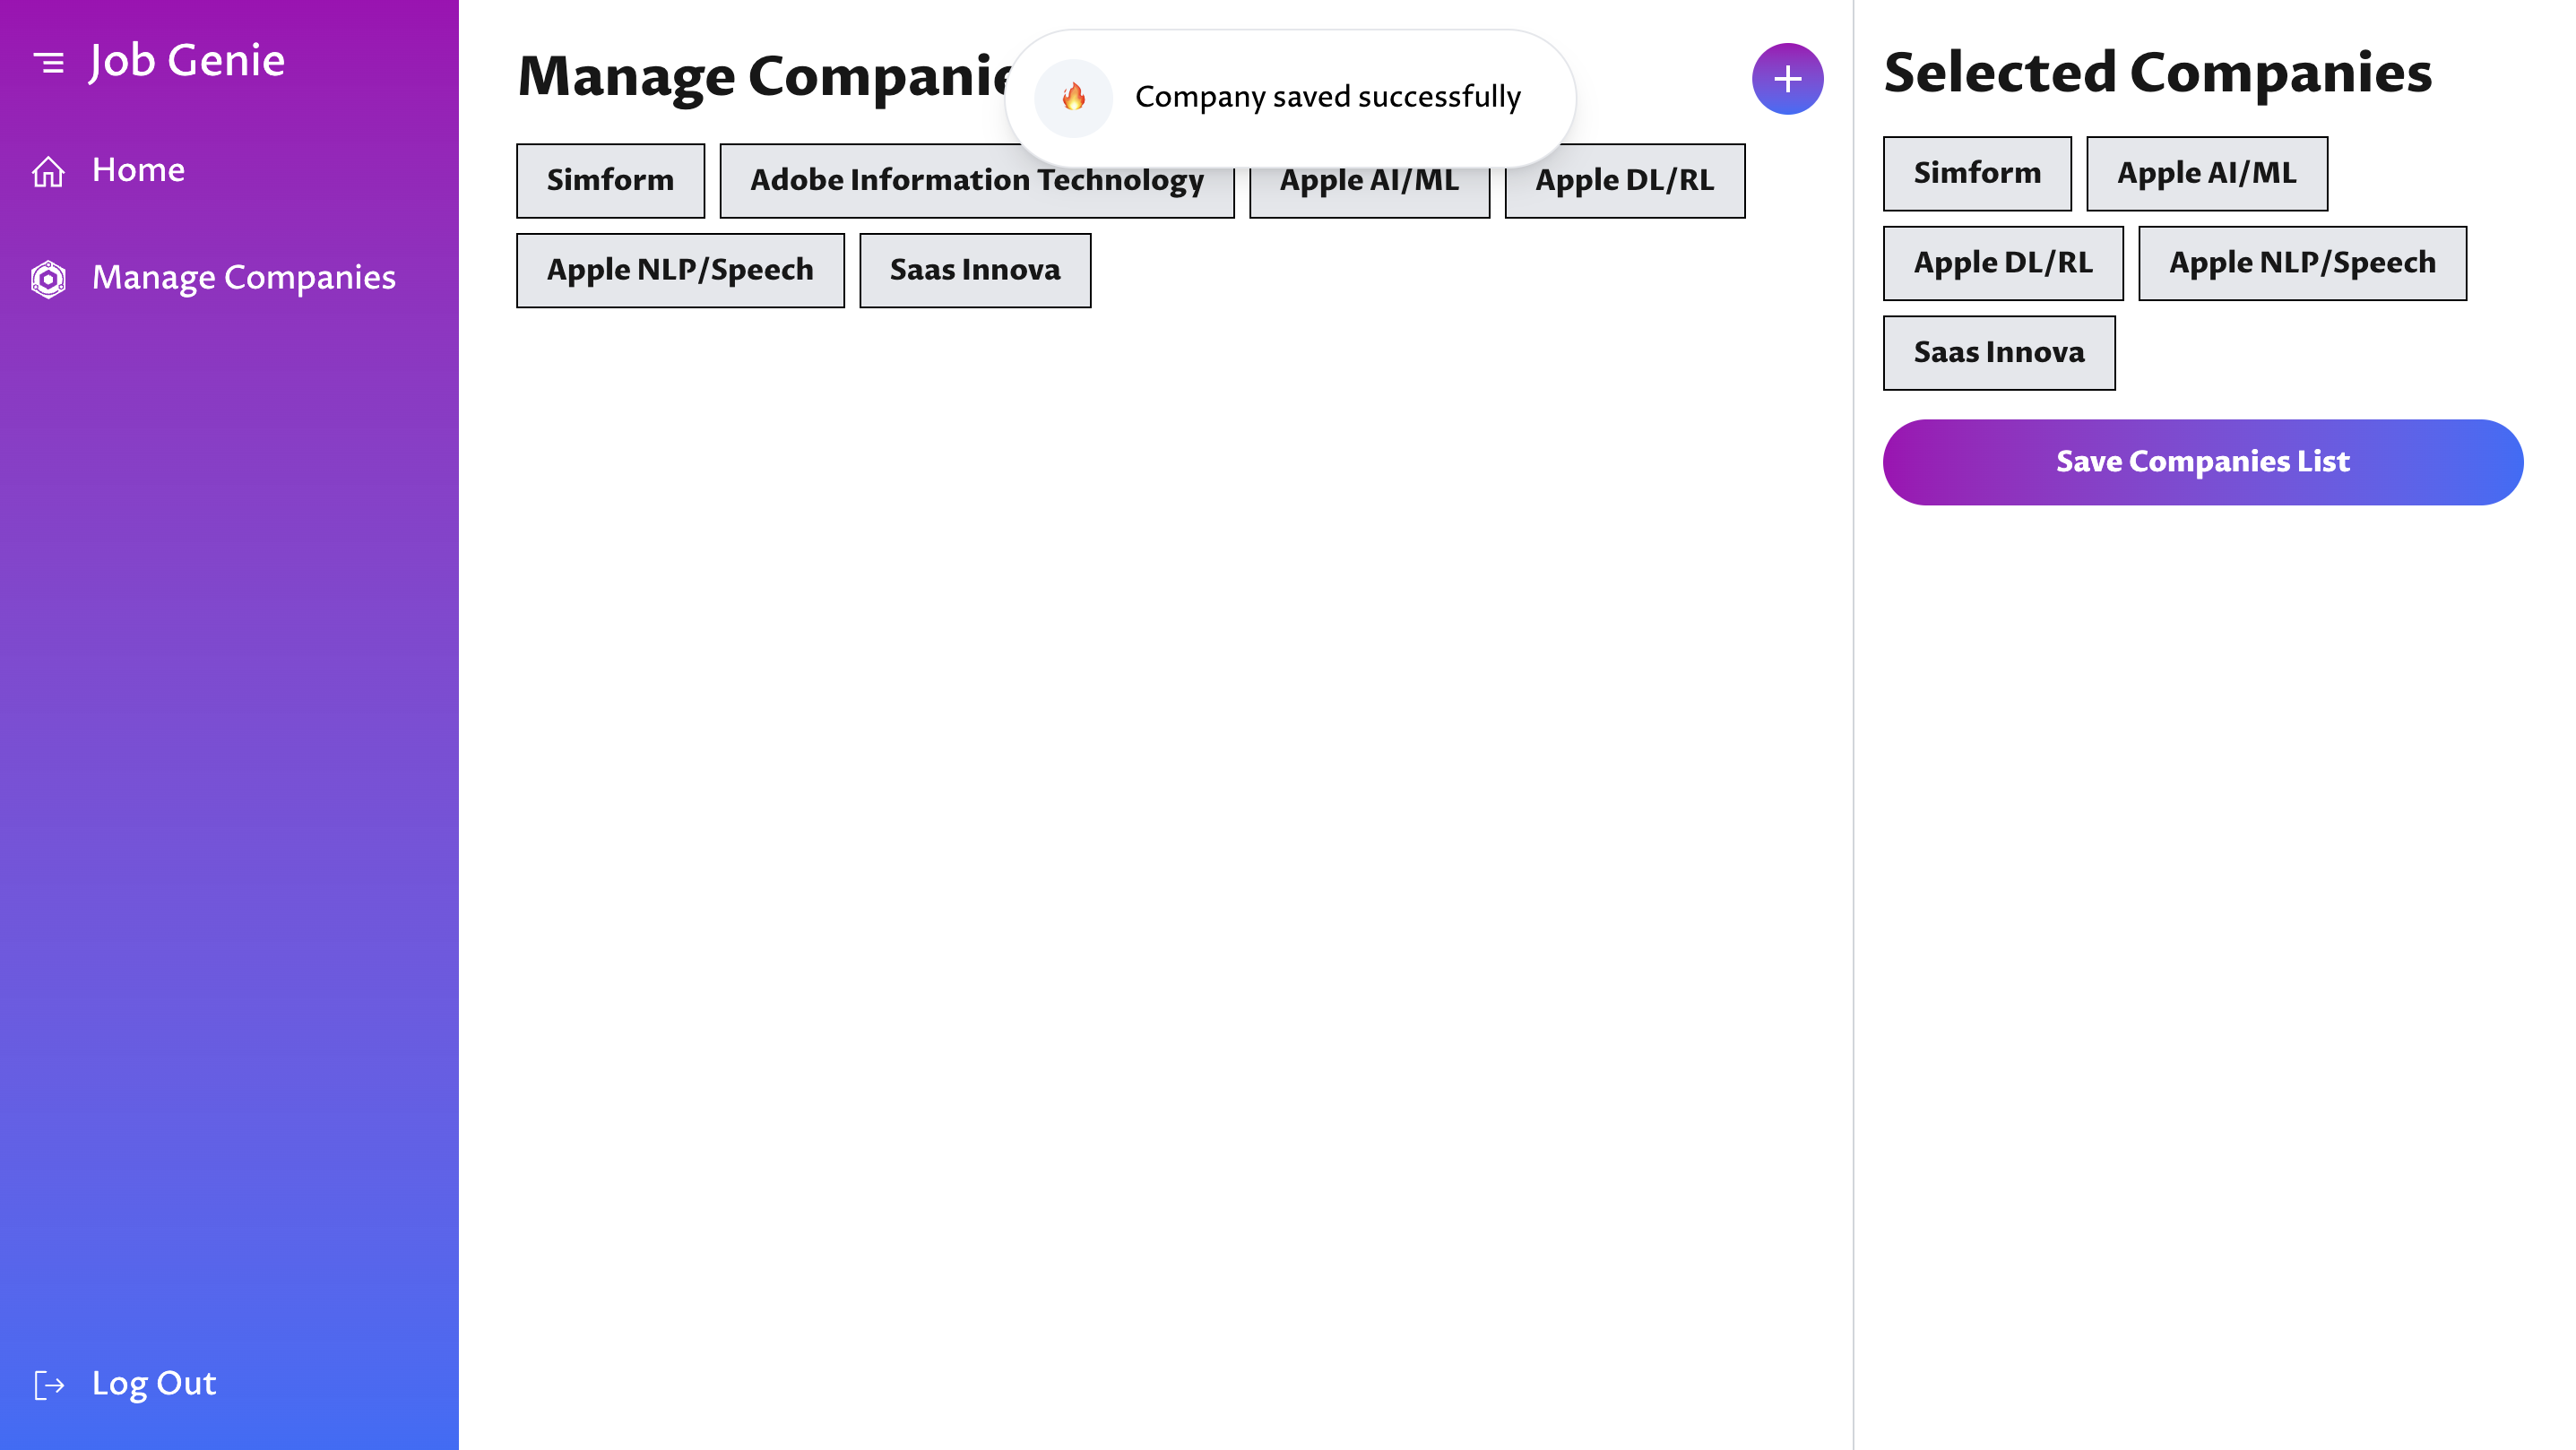 Job Genie
Home
Manage Companies
Log Out
Manage Companie
Company saved successfully
Simform
Adobe Information Technology
Apple AI/ML
Apple DL/RL
Apple NLP/Speech
Saas Innova
Selected Companies
Simform
Apple AI/ML
Apple DL/RL
Apple NLP/Speech
Saas Innova
Save Companies List